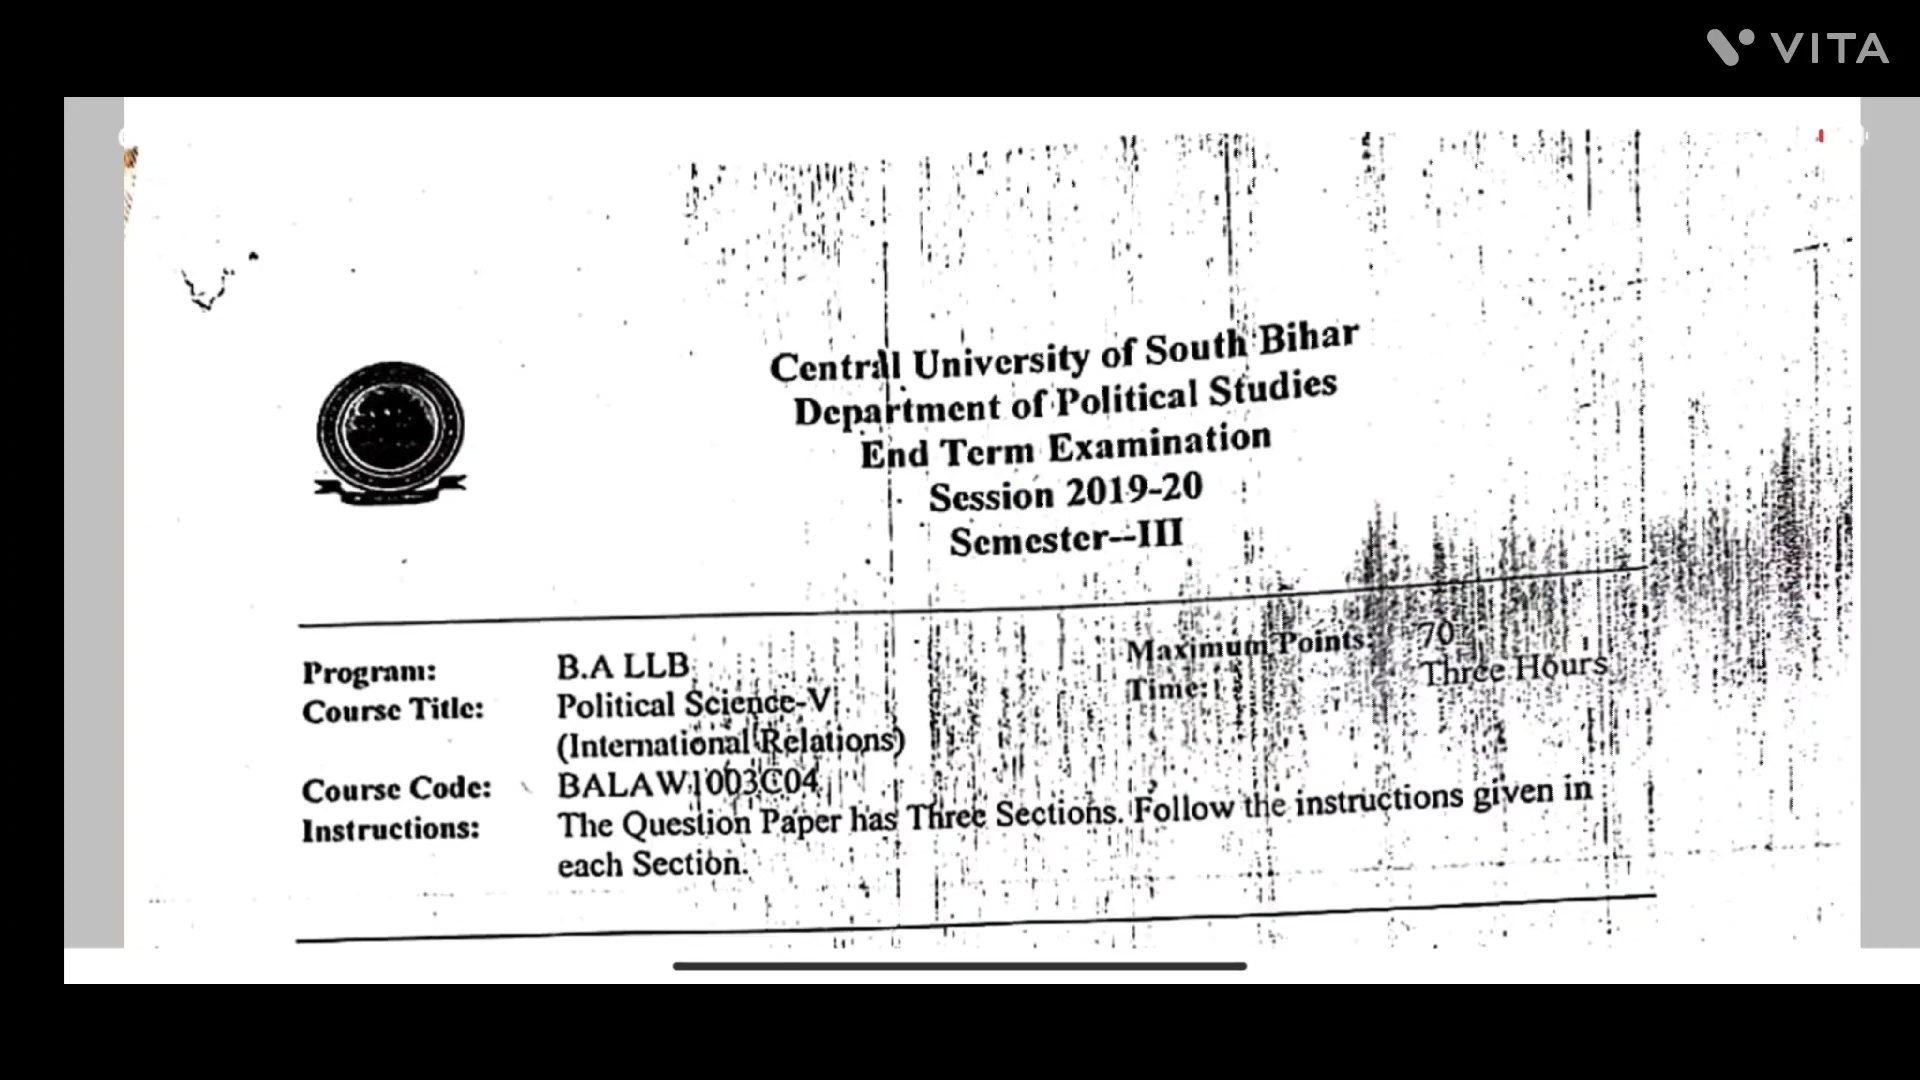 VITA
Central University of South Bihar
Department of Political Studies
End Term Examination
Session 2019-20
Semester--III
Program: B.A LLB Maximum Points: 70
Course Title: Political Science-V Time: Three Hours
(International Relations)
Course Code: BALAW1003C04
Instructions: The Question Paper has Three Sections. Follow the instructions given in
each Section.